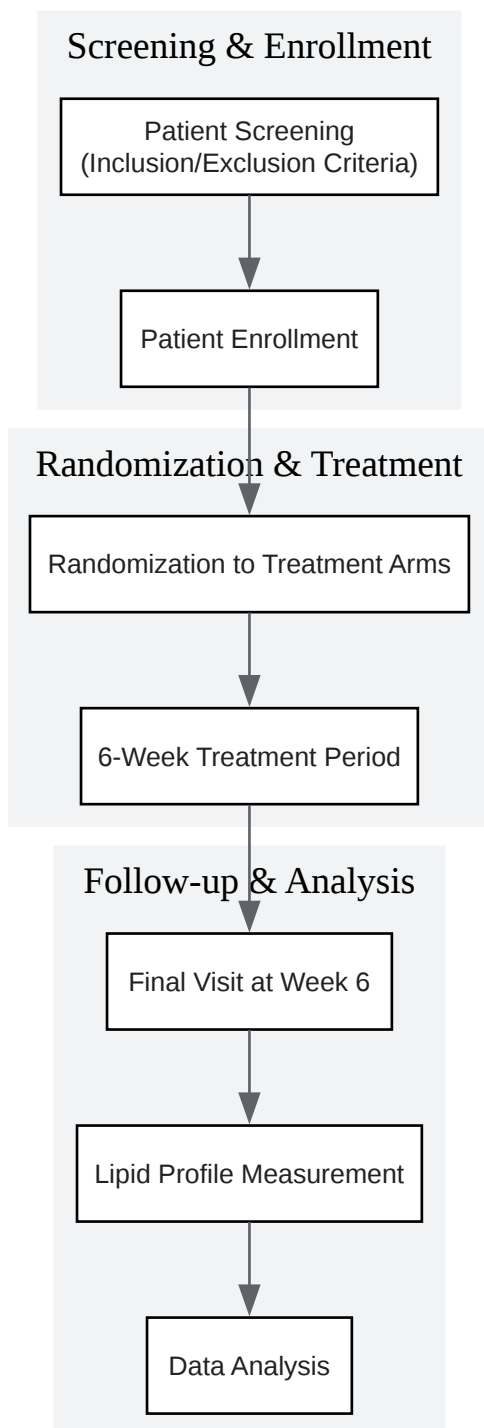 Screening & Enrollment
Patient Screening
(Inclusion/Exclusion Criteria)
Patient Enrollment
Randomization & Treatment
Randomization to Treatment Arms
6-Week Treatment Period
Follow-up & Analysis
Final Visit at Week 6
Lipid Profile Measurement
Data Analysis